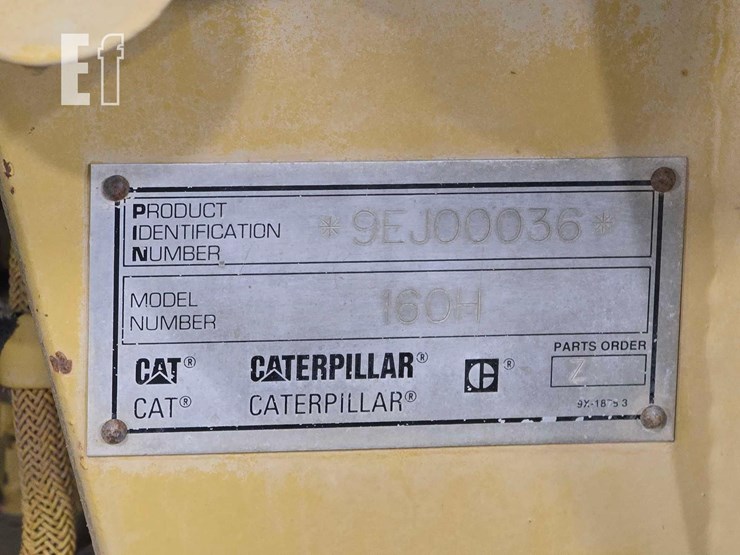 Ef
PRODUCT
IDENTIFICATION
NUMBER
*9EJ00036*
MODEL
NUMBER
160H
CAT® CATERPILLAR® C®
CAT® CATERPILLAR®
PARTS ORDER
Z